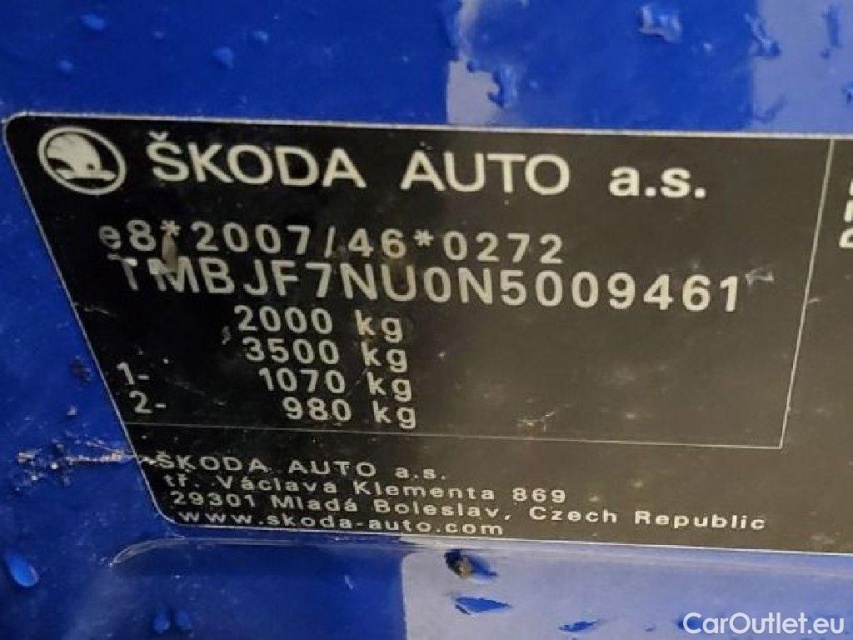 ŠKODA AUTO a.s.
e8*2007/46*0272
TMBJF7NU0N5009461
2000 kg
3500 kg
1- 1070 kg
2- 980 kg
ŠKODA AUTO a.s.
tř. Václava Klementa 869
29301 Mladá Boleslav, Czech Republic
www.skoda-auto.com
CarOutlet.eu